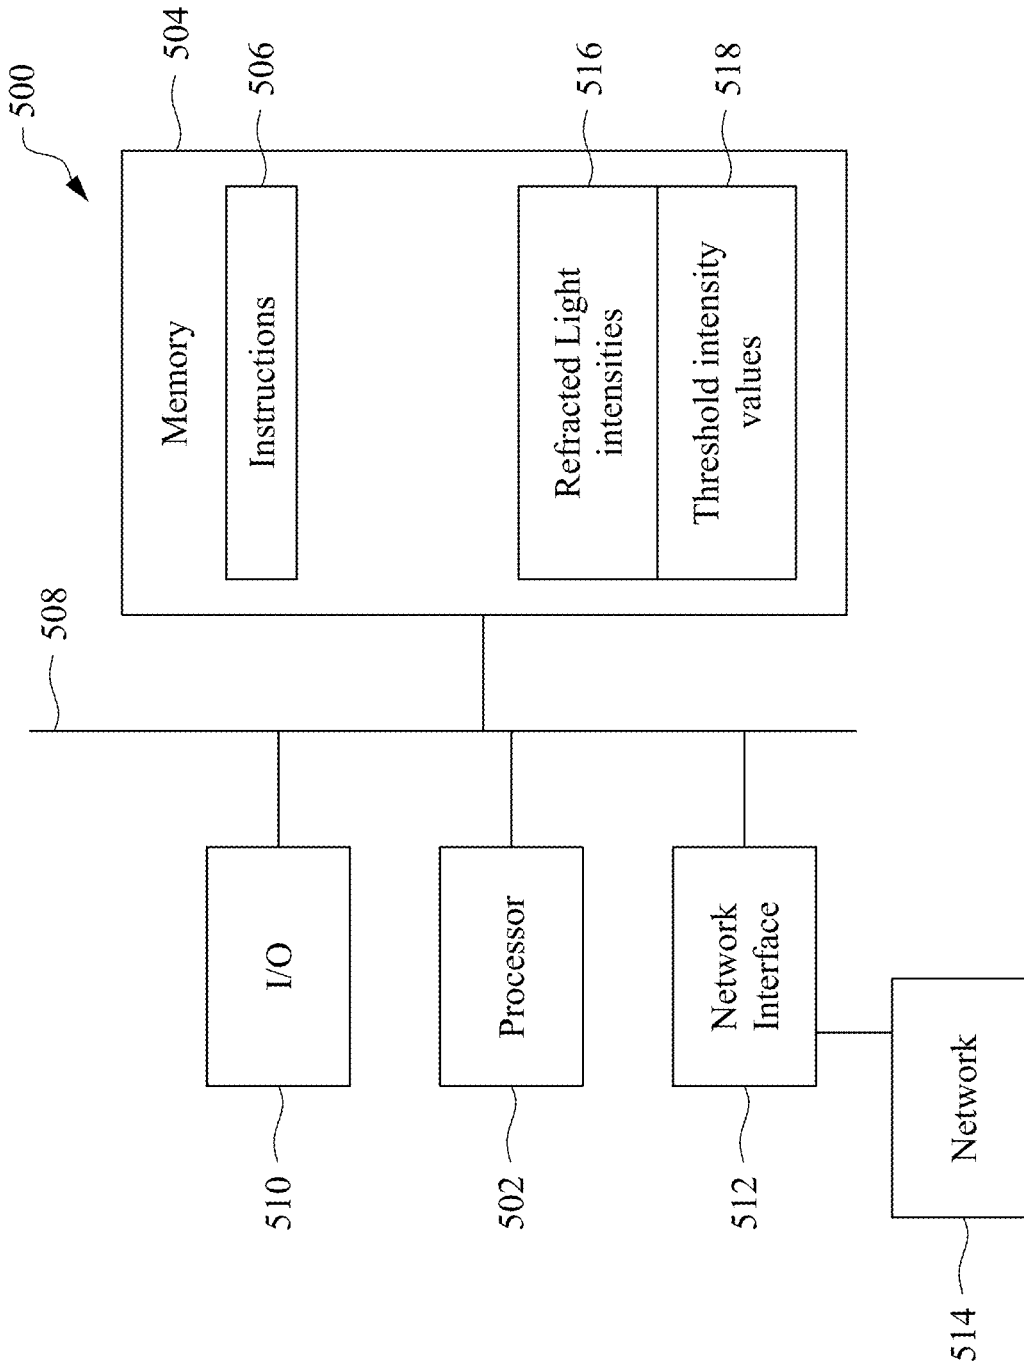 500
504
Memory
506
Instructions
516
Refracted Light
intensities
518
Threshold intensity
values
508
510
I/O
502
Processor
512
Network
Interface
514
Network